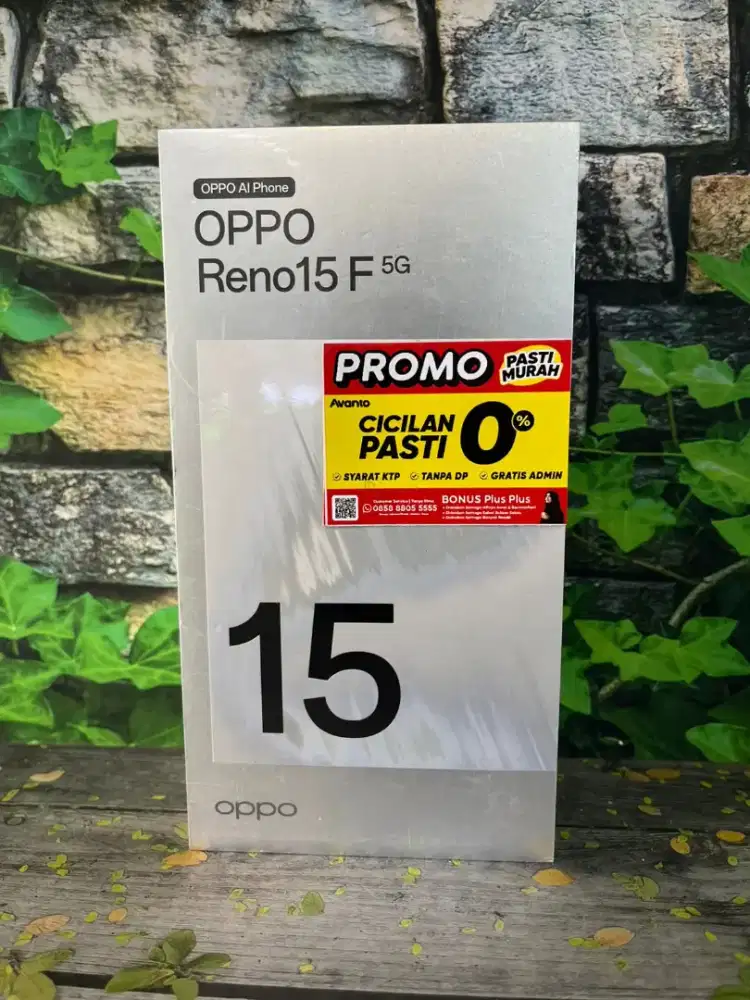 OPPO AI Phone
OPPO
Reno15 F 5G
PROMO PASTI MURAH
Avanto
CICILAN PASTI 0%
SYARAT KTP TANPA DP GRATIS ADMIN
0858 8805 5555
BONUS Plus Plus
15
oppo